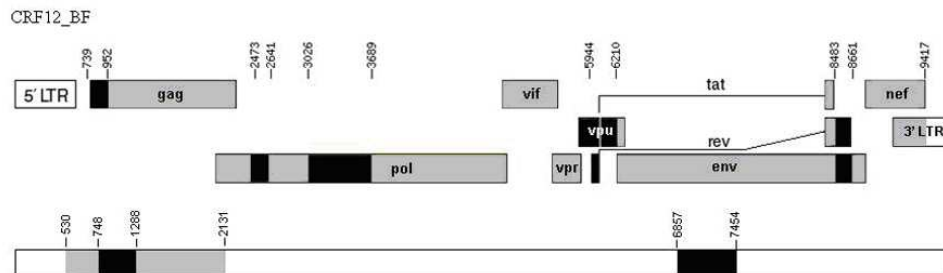 CRF12_BF
739 952 2473 2641 3026 3689 5944 6210 8483 8661 9417
5′ LTR gag vif tat nef
vpu rev 3′ LTR
pol vpr env
530 748 1288 2131 6857 7454